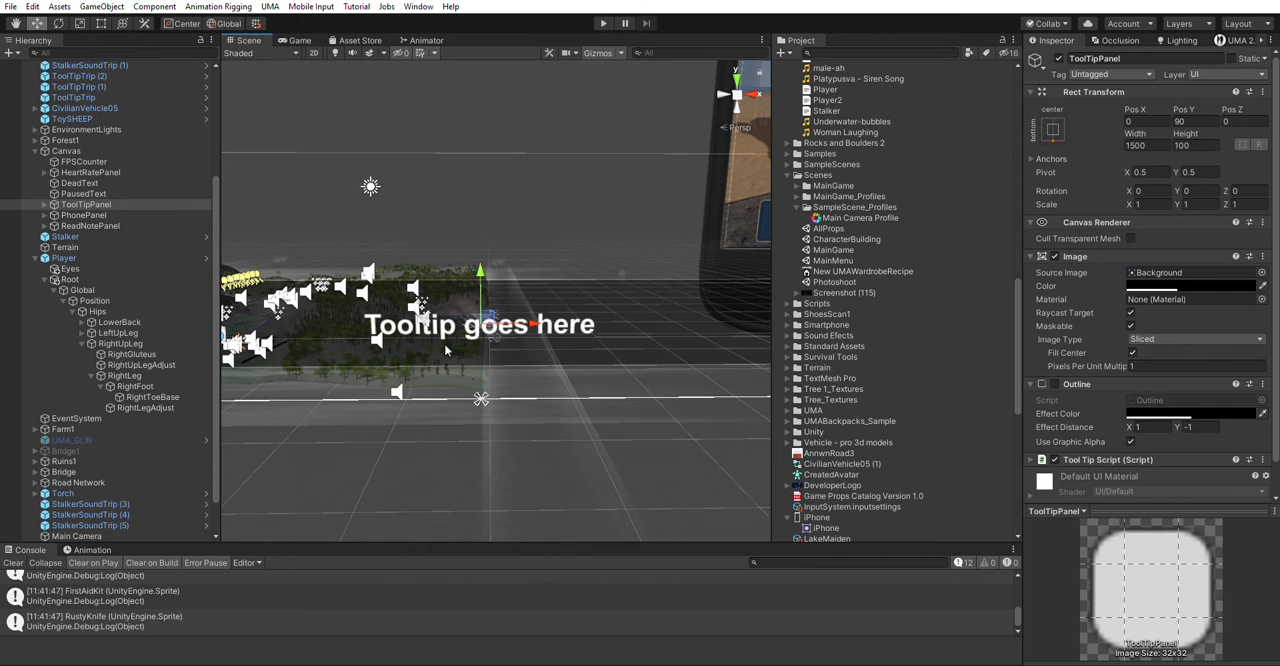 File Edit Assets GameObject Component Animation Rigging UMA Mobile Input Tutorial Jobs Window Help
Center Global Collab Account Layers Layout
Hierarchy
All
StalkerSoundTrip (1)
ToolTipTrip (2)
ToolTipTrip (1)
ToolTipTrip
CivilianVehicle05
ToySHEEP
EnvironmentLights
Forest1
Canvas
FPSCounter
HeartRatePanel
DeadText
PausedText
ToolTipPanel
PhonePanel
ReadNotePanel
Stalker
Terrain
Player
Eyes
Root
Global
Position
Hips
LowerBack
LeftUpLeg
RightUpLeg
RightGluteus
RightUpLegAdjust
RightLeg
RightFoot
RightToeBase
RightLegAdjust
EventSystem
Farm1
UMA_GLIB
Bridge1
Ruins1
Bridge
Road Network
Torch
StalkerSoundTrip (3)
StalkerSoundTrip (4)
StalkerSoundTrip (5)
Main Camera
Scene Game Asset Store Animator
Shaded 2D 0 Gizmos All
y
x
Persp
Tooltip goes here
Project
16
male-ah
Platypusva - Siren Song
Player
Player2
Stalker
Underwater-bubbles
Woman Laughing
Rocks and Boulders 2
Samples
SampleScenes
Scenes
MainGame
MainGame_Profiles
SampleScene_Profiles
Main Camera Profile
AllProps
CharacterBuilding
MainGame
MainMenu
New UMAWardrobeRecipe
Photoshoot
Screenshot (115)
Scripts
ShoesScan1
Smartphone
Sound Effects
Standard Assets
Survival Tools
Terrain
TextMesh Pro
Tree 1_Textures
Tree_Textures
UMA
UMABackpacks_Sample
Unity
Vehicle - pro 3d models
AnnwnRoad3
CivilianVehicle05 (1)
CreatedAvatar
DeveloperLogo
Game Props Catalog Version 1.0
InputSystem.inputsettings
iPhone
iPhone
LakeMaiden
Inspector Occlusion Lighting UMA 2.
ToolTipPanel Static
Tag Untagged Layer UI
Rect Transform
center Pos X Pos Y Pos Z
bottom 0 90 0
Width Height
1500 100 R
Anchors
Pivot X 0.5 Y 0.5
Rotation X 0 Y 0 Z 0
Scale X 1 Y 1 Z 1
Canvas Renderer
Cull Transparent Mesh
Image
Source Image Background
Color
Material None (Material)
Raycast Target
Maskable
Image Type Sliced
Fill Center
Pixels Per Unit Multip 1
Outline
Script Outline
Effect Color
Effect Distance X 1 Y -1
Use Graphic Alpha
Tool Tip Script (Script)
Default UI Material
Shader UI/Default
ToolTipPanel
ToolTipPanel
Image Size: 32x32
Console Animation
Clear Collapse Clear on Play Clear on Build Error Pause Editor 12 0 0
UnityEngine.Debug:Log(Object)
[11:41:47] FirstAidKit (UnityEngine.Sprite)
UnityEngine.Debug:Log(Object)
[11:41:47] RustyKnife (UnityEngine.Sprite)
UnityEngine.Debug:Log(Object)